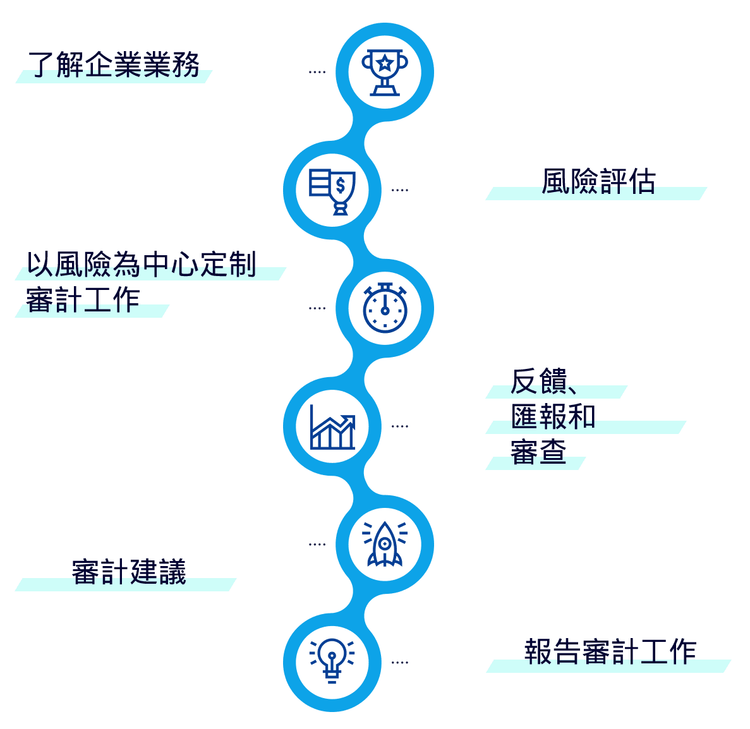 了解企業業務
風險評估
以風險為中心定制
審計工作
反饋、
匯報和
審查
審計建議
報告審計工作